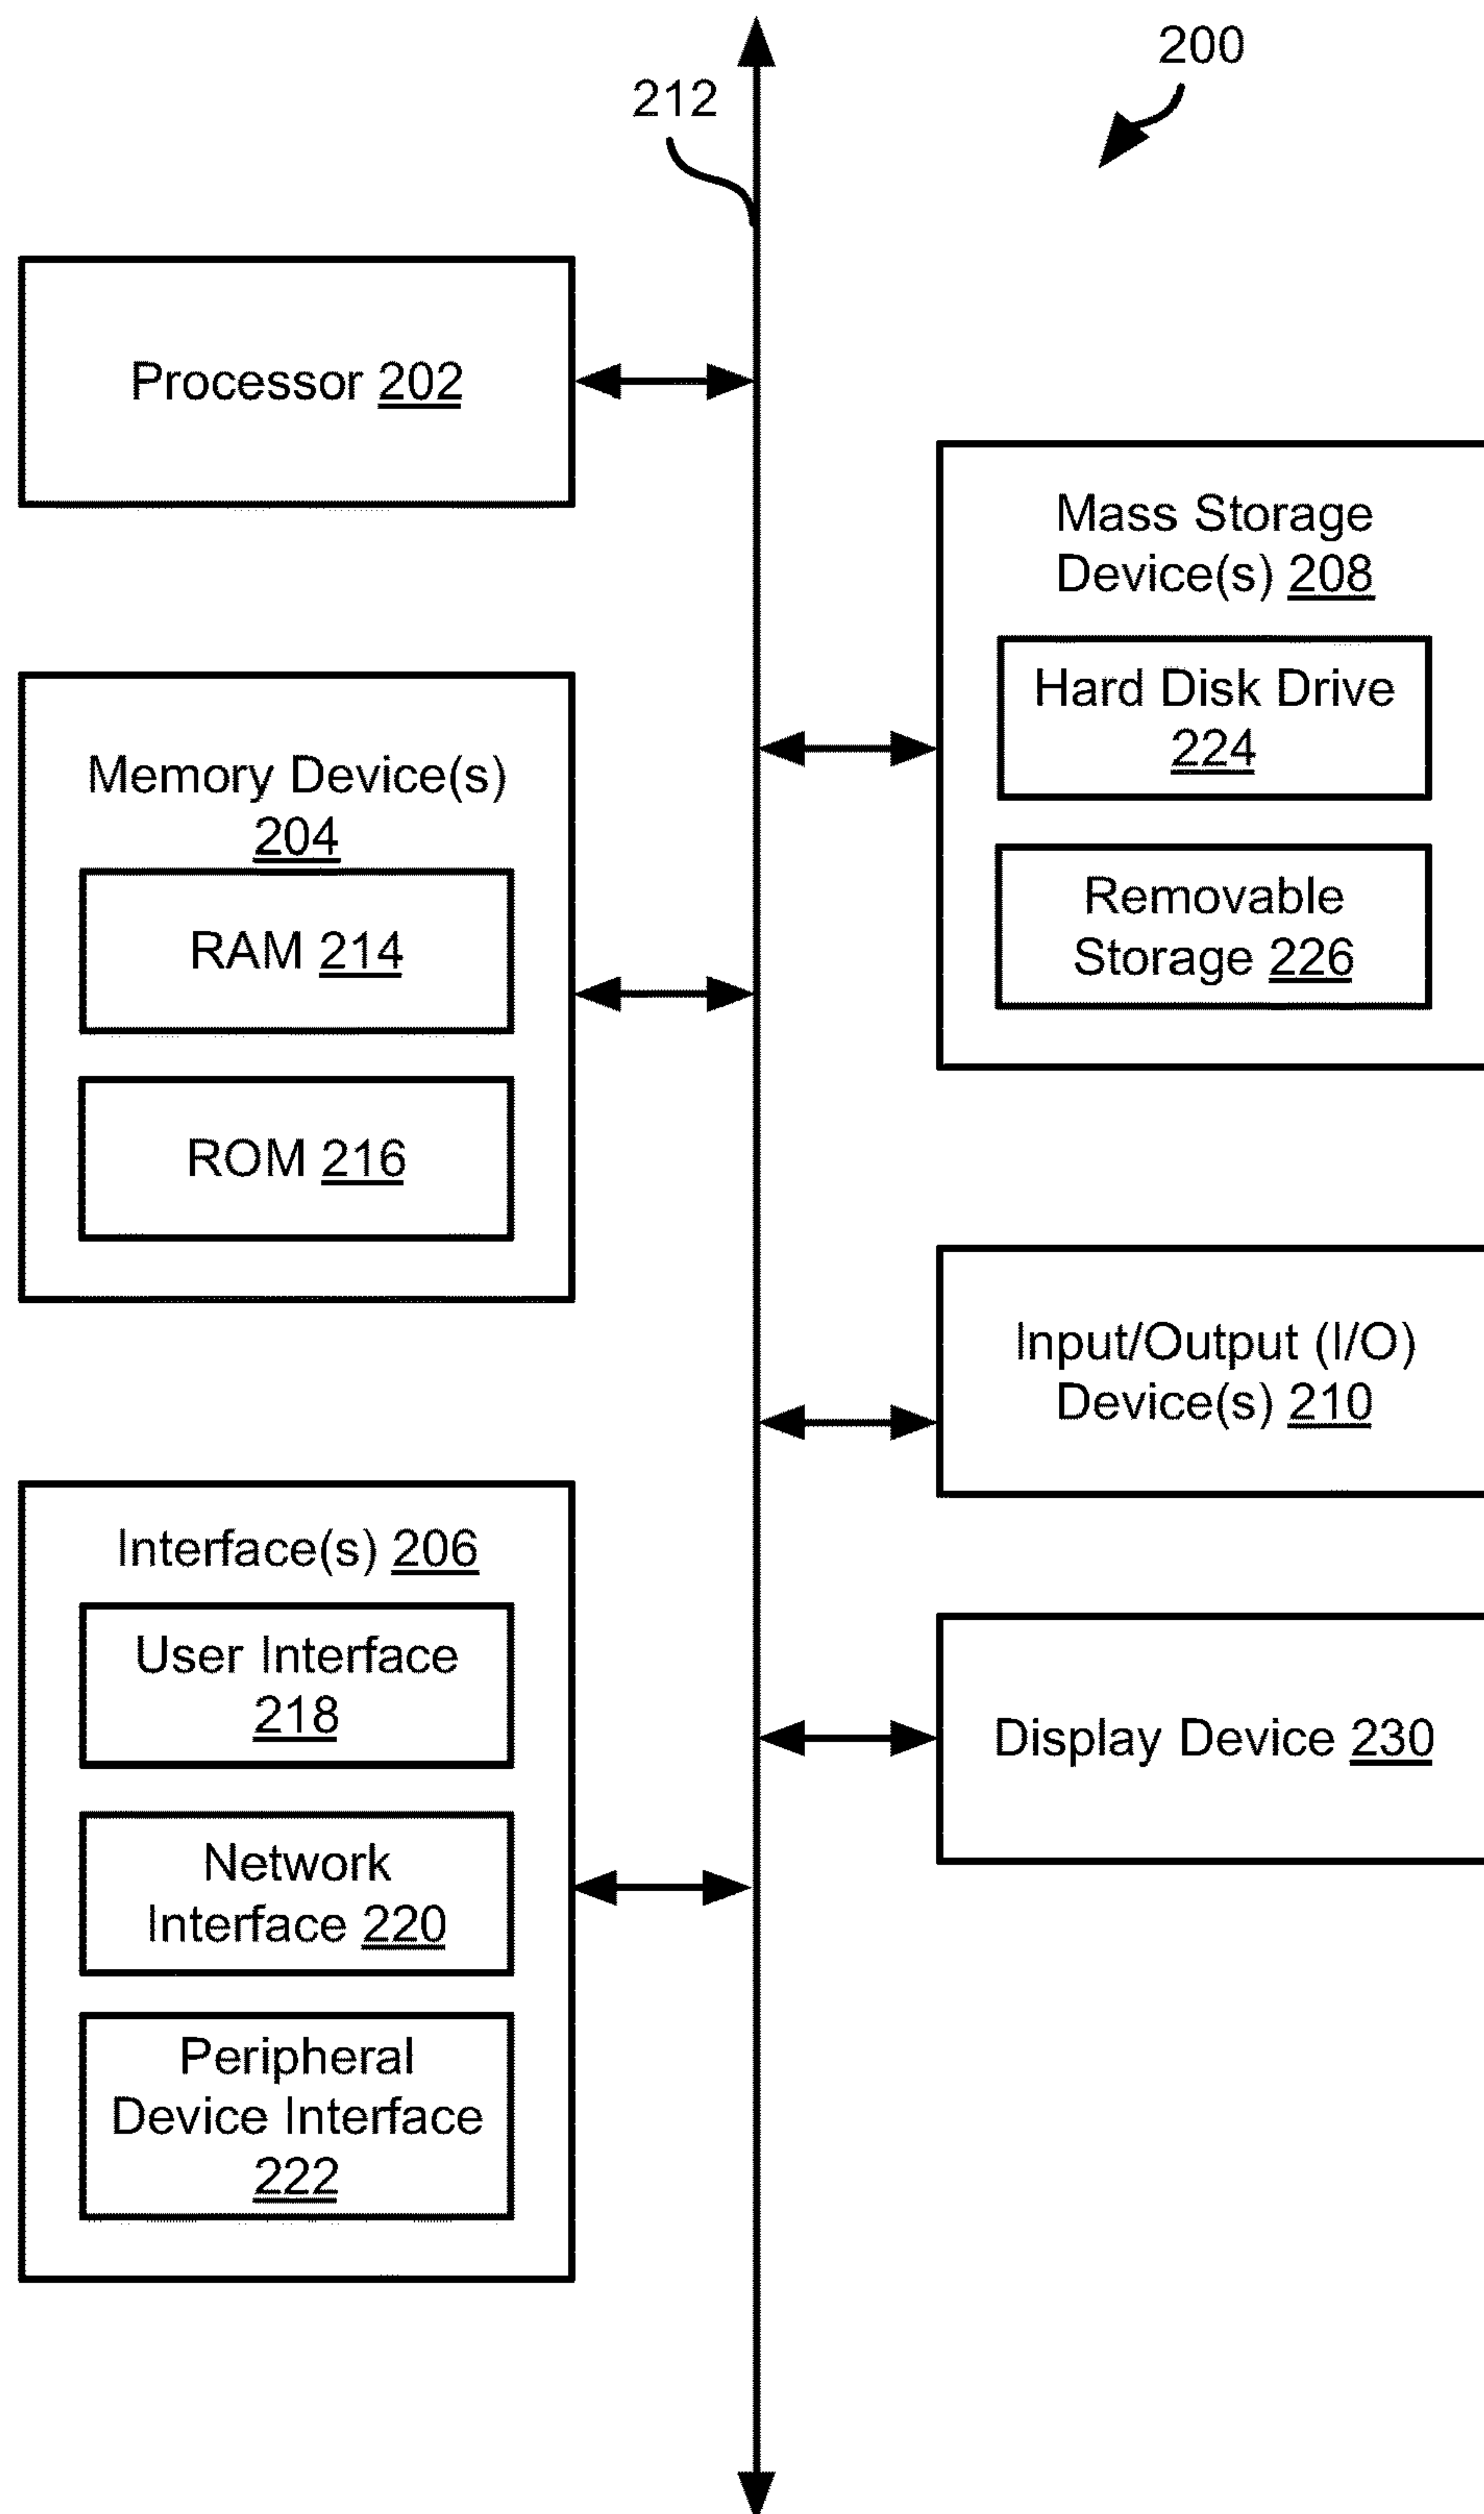 200
212
Processor 202
Mass Storage
Device(s) 208
Hard Disk Drive
224
Removable
Storage 226
Memory Device(s)
204
RAM 214
ROM 216
Input/Output (I/O)
Device(s) 210
Interface(s) 206
User Interface
218
Network
Interface 220
Peripheral
Device Interface
222
Display Device 230